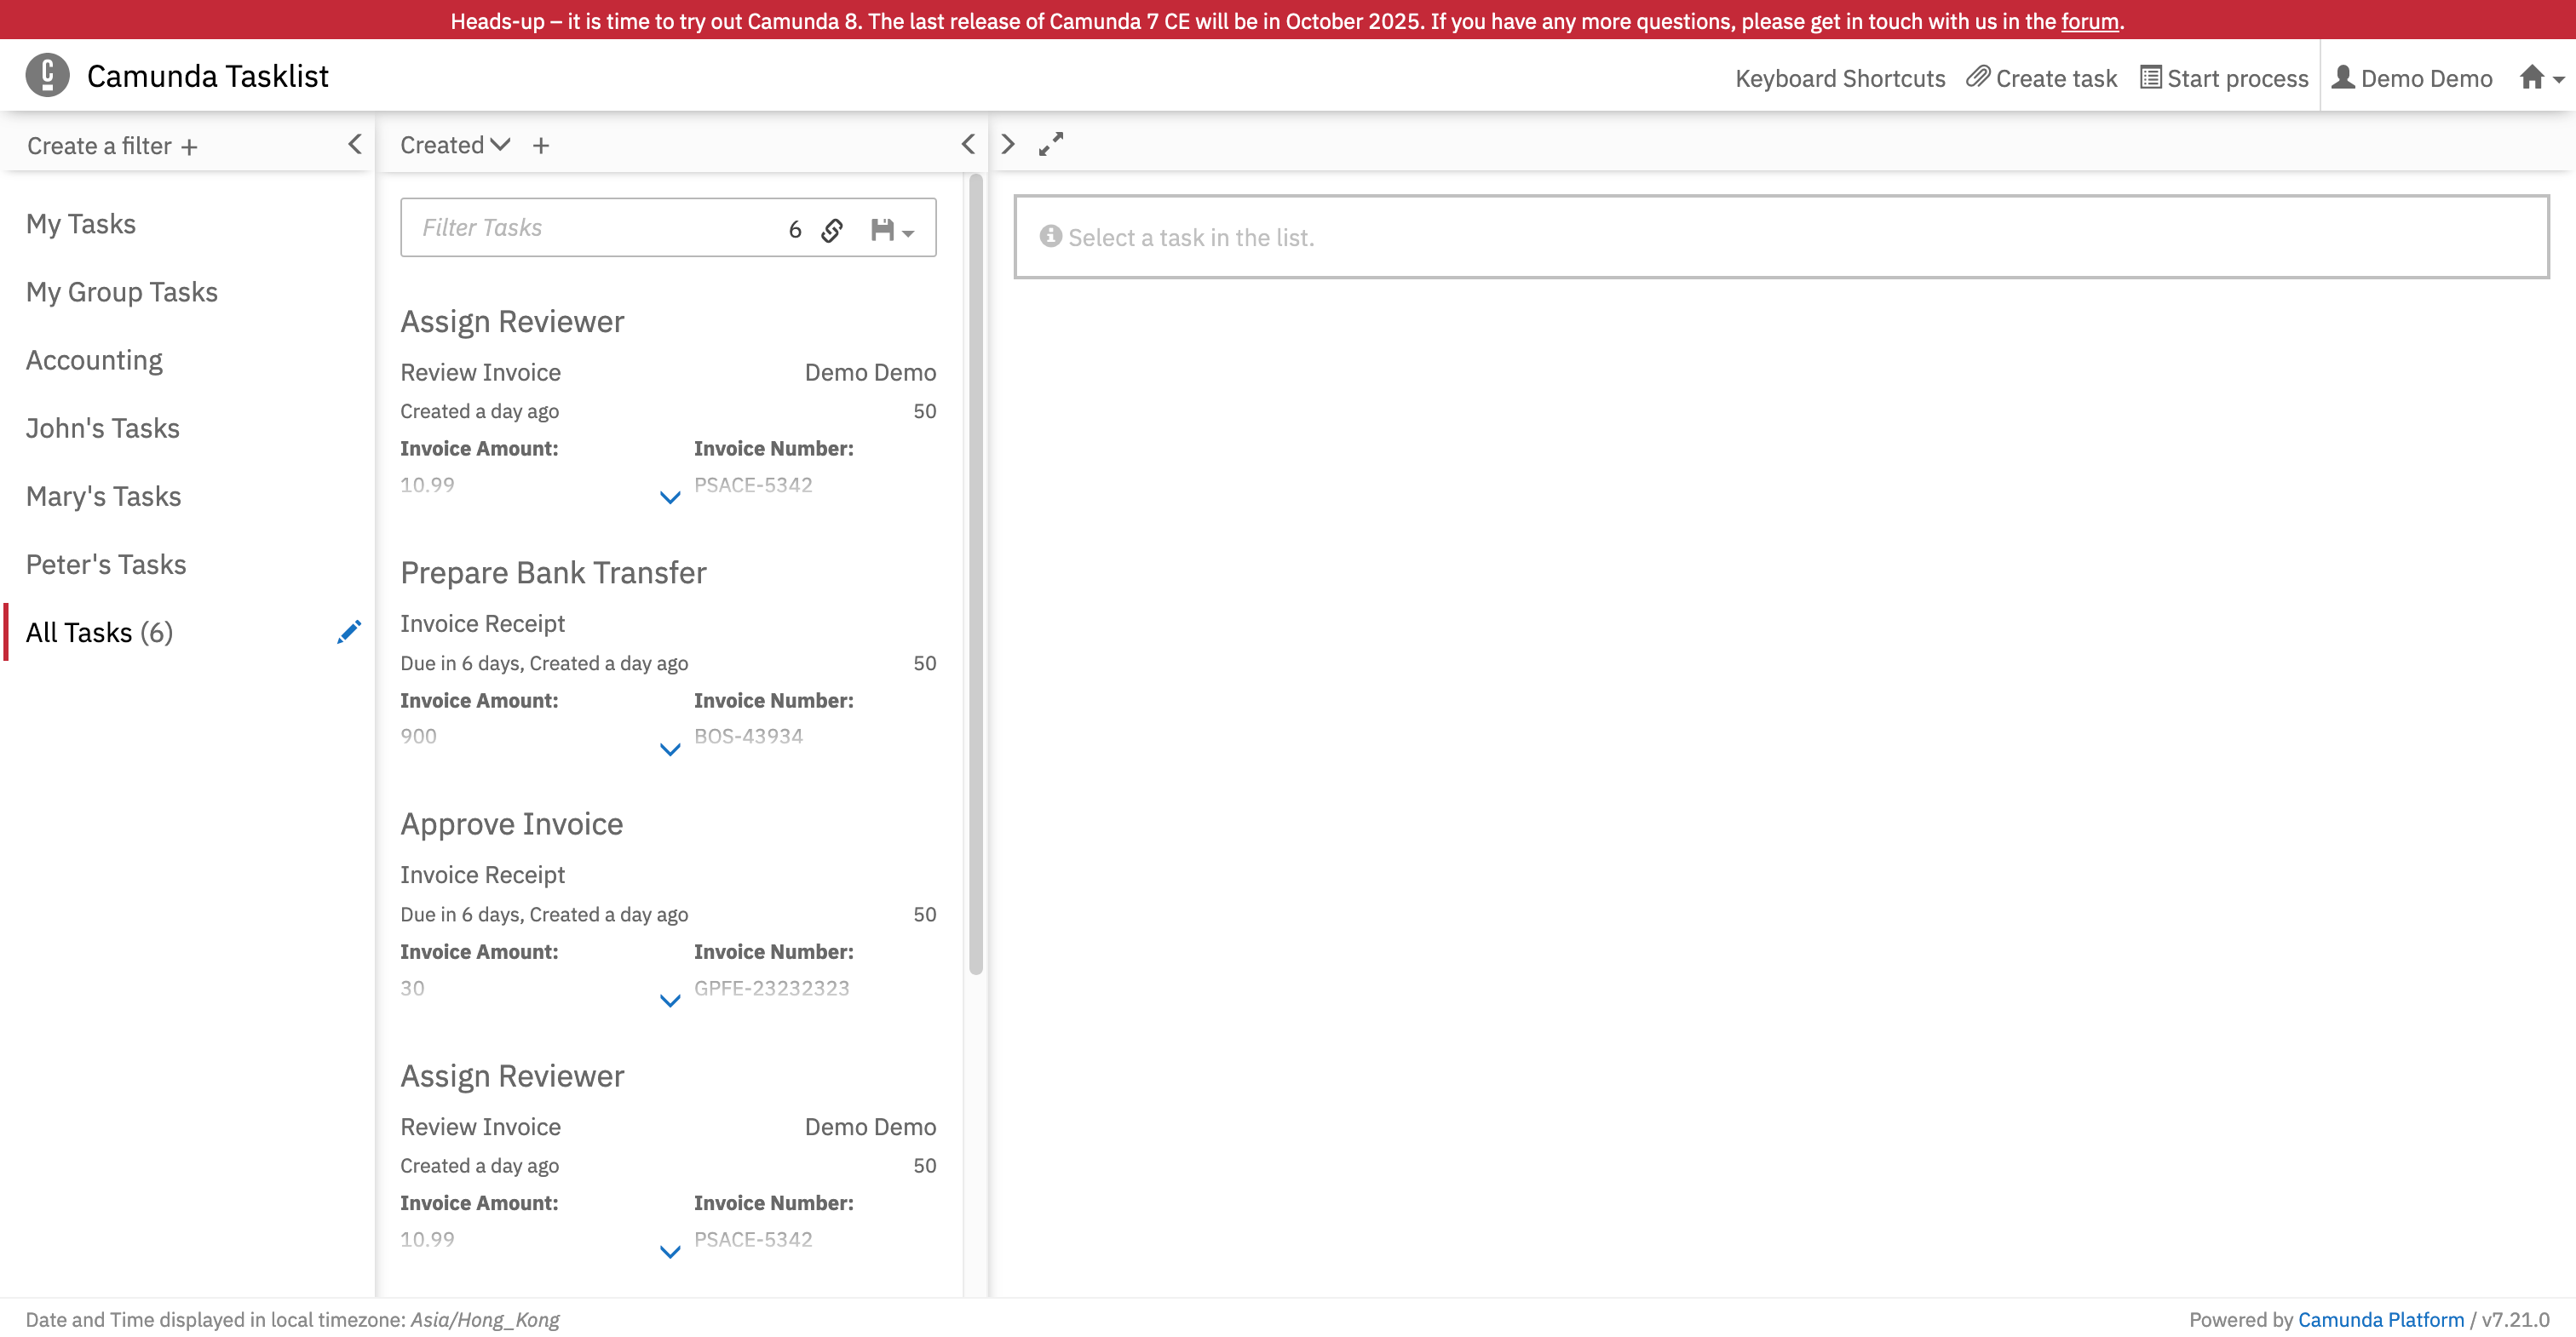 Heads-up – it is time to try out Camunda 8. The last release of Camunda 7 CE will be in October 2025. If you have any more questions, please get in touch with us in the forum.
Camunda Tasklist
Keyboard Shortcuts Create task Start process Demo Demo
Create a filter +
Created +
My Tasks
My Group Tasks
Accounting
John's Tasks
Mary's Tasks
Peter's Tasks
All Tasks (6)
Filter Tasks 6
Assign Reviewer
Review Invoice Demo Demo
Created a day ago 50
Invoice Amount: Invoice Number:
10.99 PSACE-5342
Prepare Bank Transfer
Invoice Receipt
Due in 6 days, Created a day ago 50
Invoice Amount: Invoice Number:
900 BOS-43934
Approve Invoice
Invoice Receipt
Due in 6 days, Created a day ago 50
Invoice Amount: Invoice Number:
30 GPFE-23232323
Assign Reviewer
Review Invoice Demo Demo
Created a day ago 50
Invoice Amount: Invoice Number:
10.99 PSACE-5342
Select a task in the list.
Date and Time displayed in local timezone: Asia/Hong_Kong
Powered by Camunda Platform / v7.21.0